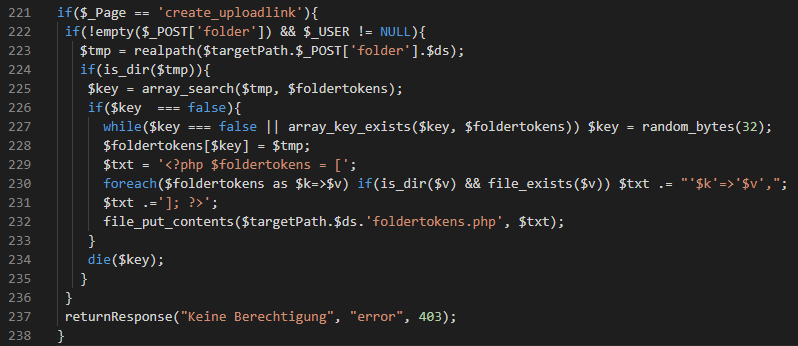 221 if($_Page == 'create_uploadlink'){
222 if(!empty($_POST['folder']) && $_USER != NULL){
223 $tmp = realpath($targetPath.$_POST['folder'].$ds);
224 if(is_dir($tmp)){
225 $key = array_search($tmp, $foldertokens);
226 if($key  === false){
227 while($key === false || array_key_exists($key, $foldertokens)) $key = random_bytes(32);
228 $foldertokens[$key] = $tmp;
229 $txt = '<?php $foldertokens = [';
230 foreach($foldertokens as $k=>$v) if(is_dir($v) && file_exists($v)) $txt .= "'$k'=>'$v',";
231 $txt .=']; ?>';
232 file_put_contents($targetPath.$ds.'foldertokens.php', $txt);
233 }
234 die($key);
235 }
236 }
237 returnResponse("Keine Berechtigung", "error", 403);
238 }